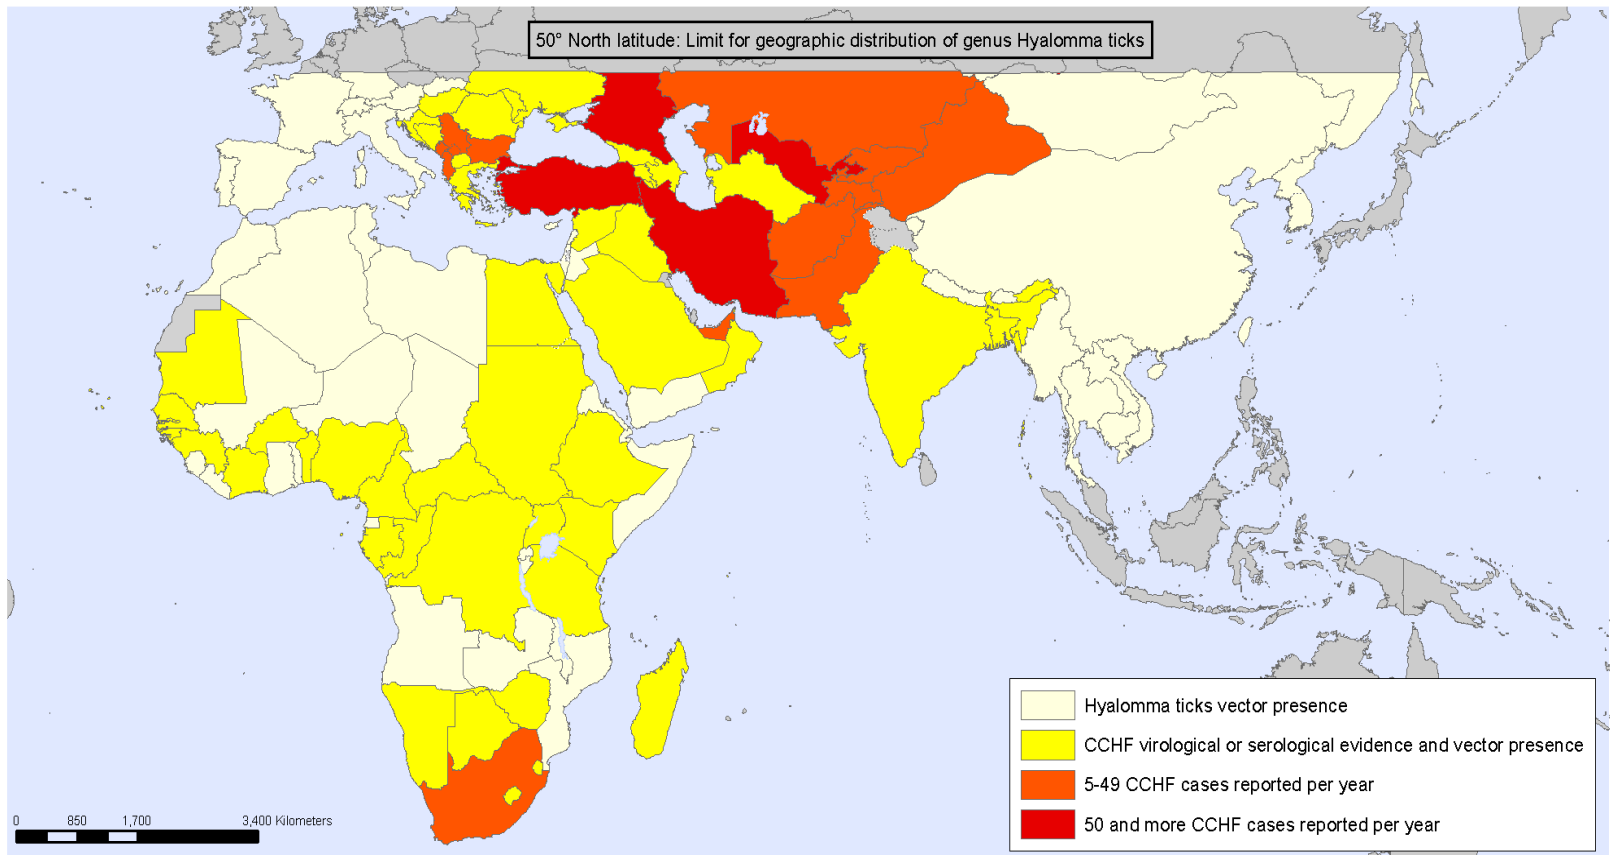 50° North latitude: Limit for geographic distribution of genus Hyalomma ticks
Hyalomma ticks vector presence
CCHF virological or serological evidence and vector presence
5-49 CCHF cases reported per year
50 and more CCHF cases reported per year
0 850 1,700 3,400 Kilometers